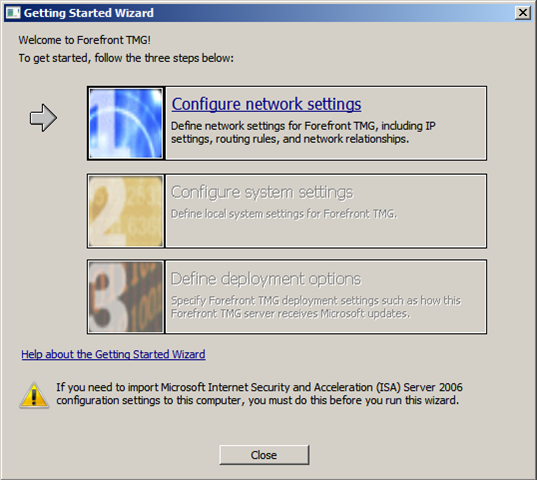 Getting Started Wizard
Welcome to Forefront TMG!
To get started, follow the three steps below:
1
Configure network settings
Define network settings for Forefront TMG, including IP
settings, routing rules, and network relationships.
2
Configure system settings
Define local system settings for Forefront TMG.
3
Define deployment options
Specify Forefront TMG deployment settings such as how this
Forefront TMG server receives Microsoft updates.
Help about the Getting Started Wizard
If you need to import Microsoft Internet Security and Acceleration (ISA) Server 2006
configuration settings to this computer, you must do this before you run this wizard.
Close